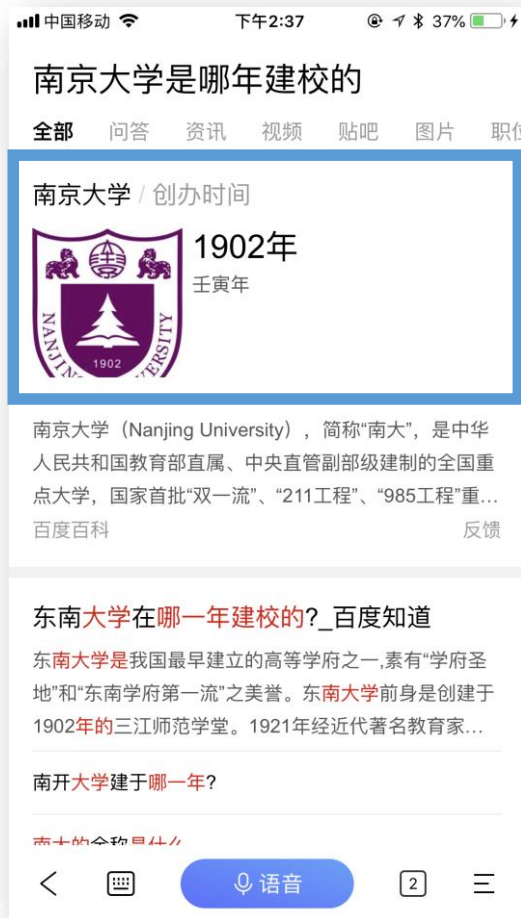 中国移动 下午2:37 37%
南京大学是哪年建校的
全部 问答 资讯 视频 贴吧 图片 职位
南京大学 / 创办时间
1902年
壬寅年
NANJING UNIVERSITY
1902
南京大学（Nanjing University），简称“南大”，是中华
人民共和国教育部直属、中央直管副部级建制的全国重
点大学，国家首批“双一流”、“211工程”、“985工程”重...
百度百科 反馈
东南大学在哪一年建校的?_百度知道
东南大学是我国最早建立的高等学府之一,素有“学府圣
地”和“东南学府第一流”之美誉。东南大学前身是创建于
1902年的三江师范学堂。1921年经近代著名教育家...
南开大学建于哪一年?
南大的全称是什么
语音 2